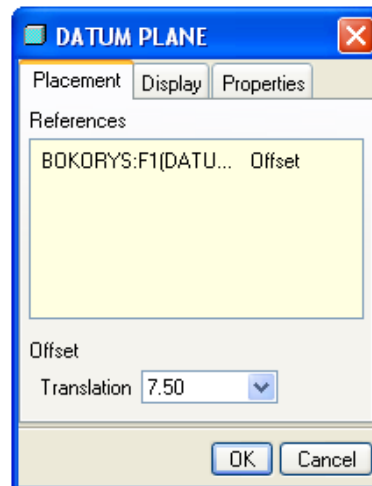 DATUM PLANE
Placement Display Properties
References
BOKORYS:F1(DATU... Offset
Offset
Translation 7.50
OK Cancel